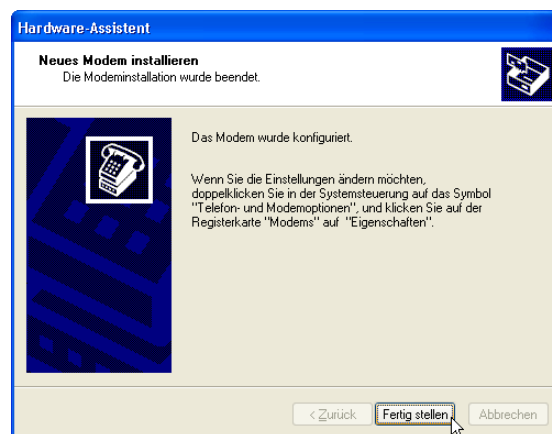 Hardware-Assistent
Neues Modem installieren
Die Modeminstallation wurde beendet.
Das Modem wurde konfiguriert.
Wenn Sie die Einstellungen ändern möchten,
doppelklicken Sie in der Systemsteuerung auf das Symbol
"Telefon- und Modemoptionen", und klicken Sie auf der
Registerkarte "Modems" auf "Eigenschaften".
< Zurück Fertig stellen Abbrechen